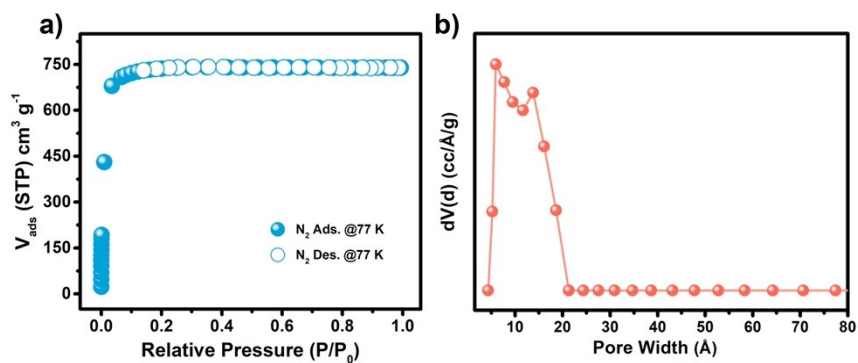 a)
V_ads (STP) cm³ g⁻¹
750
600
450
300
150
0
N₂ Ads. @77 K
N₂ Des. @77 K
0.0 0.2 0.4 0.6 0.8 1.0
Relative Pressure (P/P₀)
b)
dV(d) (cc/Å/g)
10 20 30 40 50 60 70 80
Pore Width (Å)